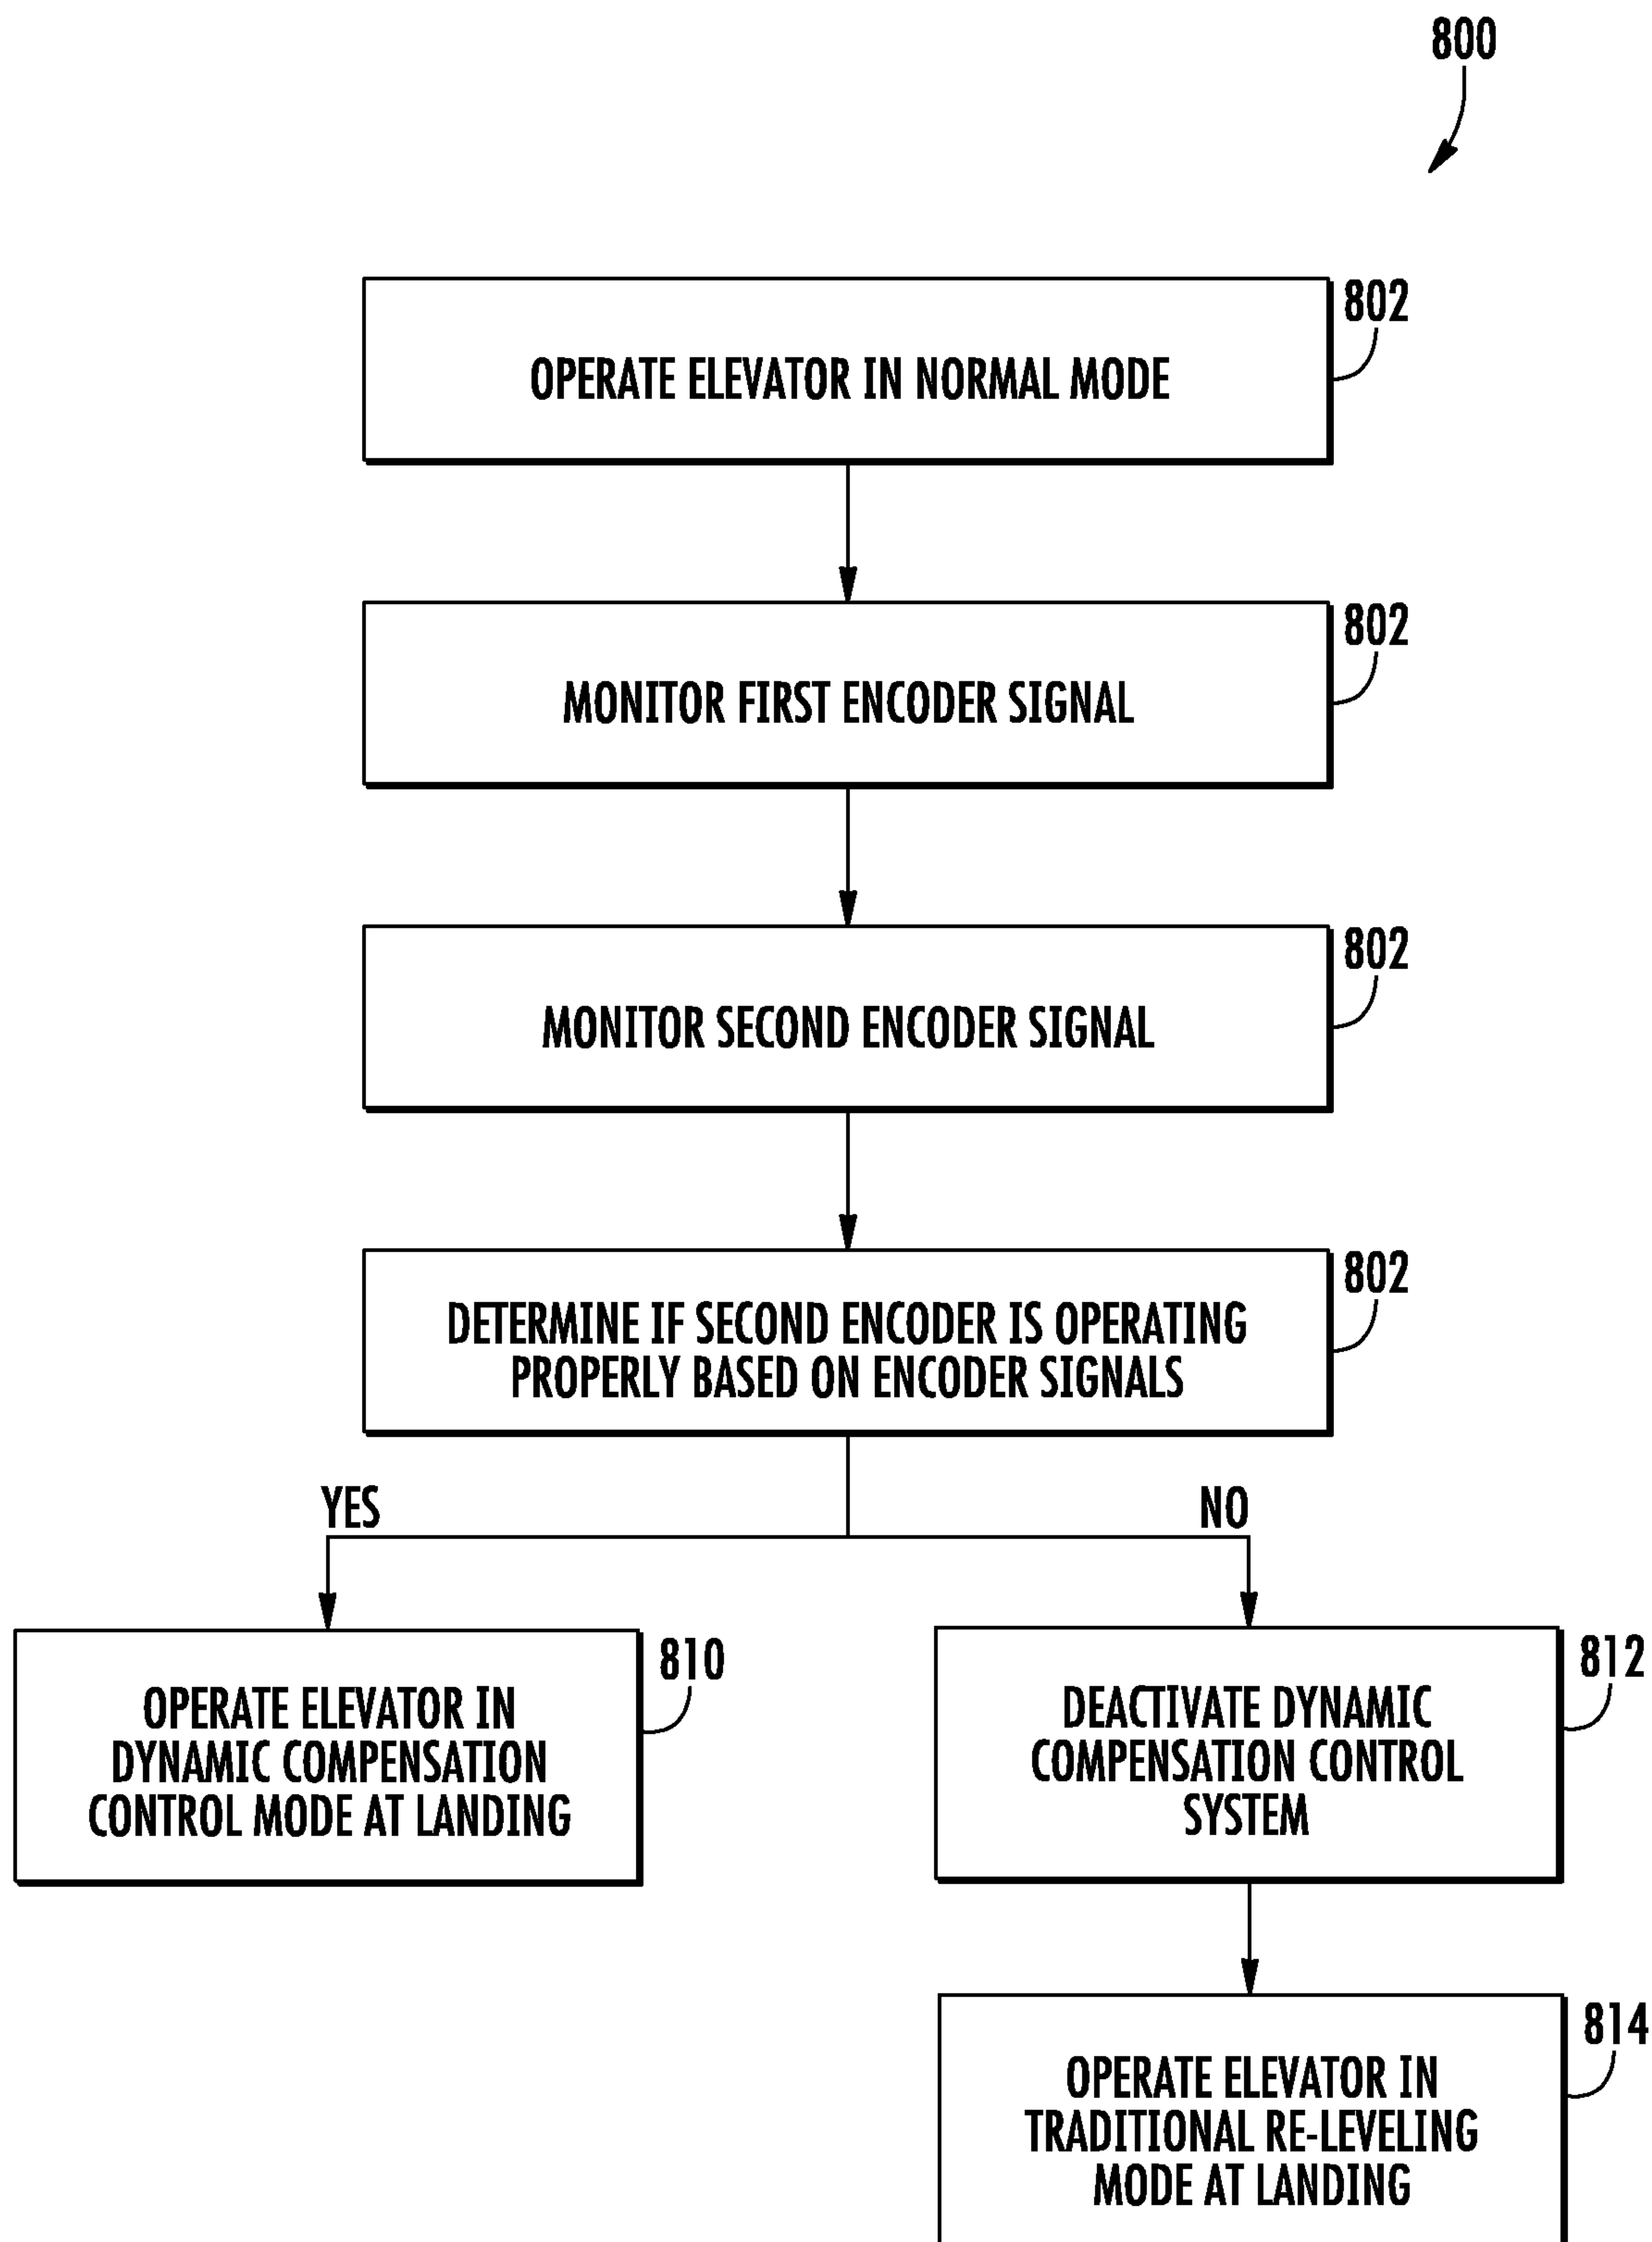 800
802
OPERATE ELEVATOR IN NORMAL MODE
802
MONITOR FIRST ENCODER SIGNAL
802
MONITOR SECOND ENCODER SIGNAL
802
DETERMINE IF SECOND ENCODER IS OPERATING
PROPERLY BASED ON ENCODER SIGNALS
YES
NO
810
OPERATE ELEVATOR IN
DYNAMIC COMPENSATION
CONTROL MODE AT LANDING
812
DEACTIVATE DYNAMIC
COMPENSATION CONTROL
SYSTEM
814
OPERATE ELEVATOR IN
TRADITIONAL RE-LEVELING
MODE AT LANDING